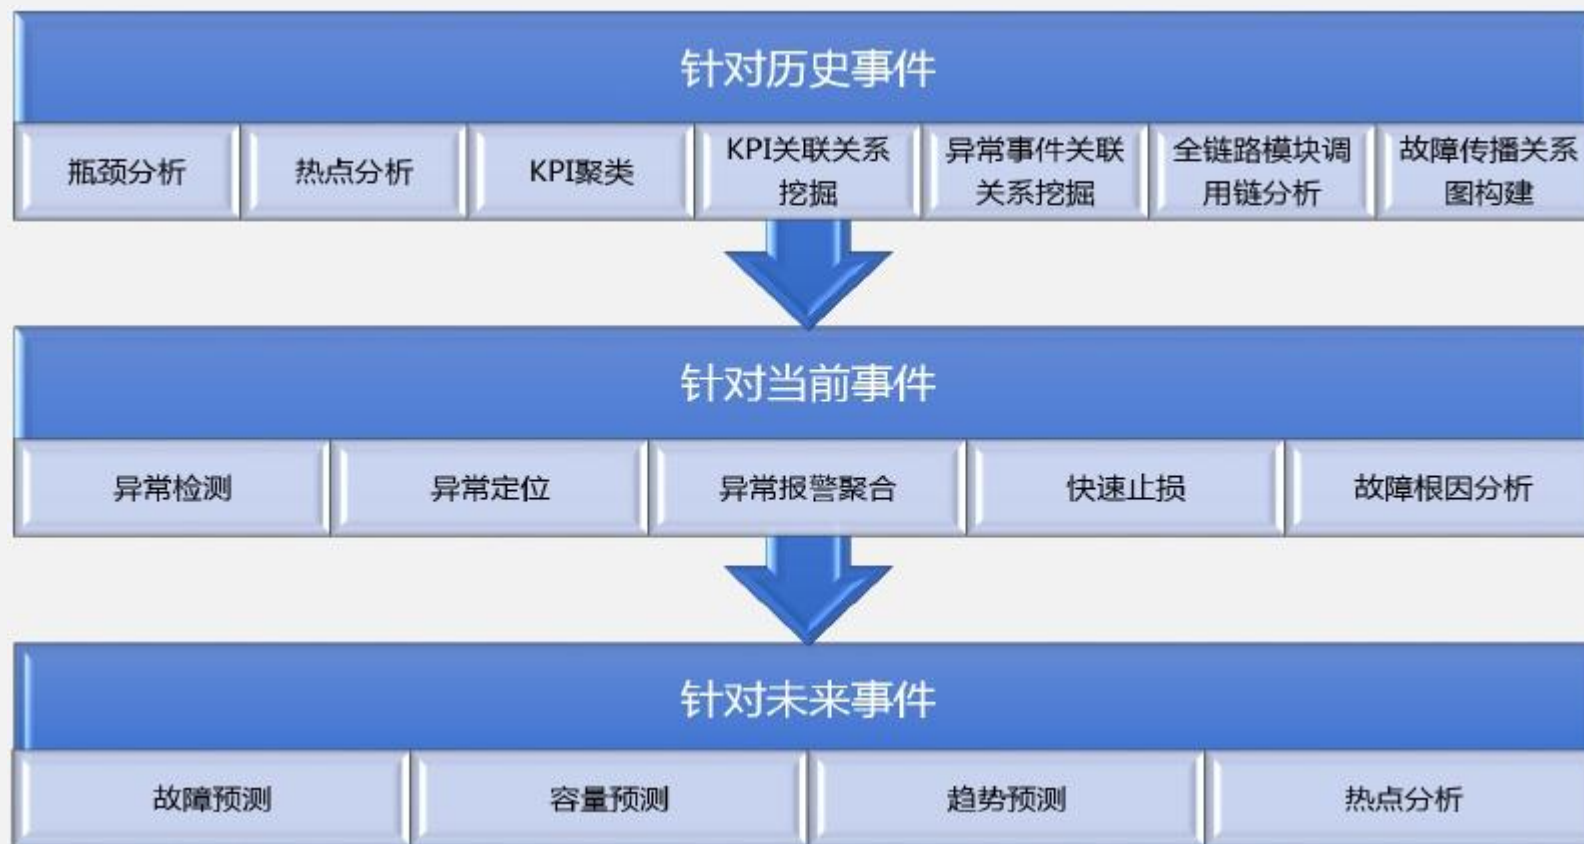 针对历史事件
瓶颈分析
热点分析
KPI聚类
KPI关联关系
挖掘
异常事件关联
关系挖掘
全链路模块调
用链分析
故障传播关系
图构建
针对当前事件
异常检测
异常定位
异常报警聚合
快速止损
故障根因分析
针对未来事件
故障预测
容量预测
趋势预测
热点分析